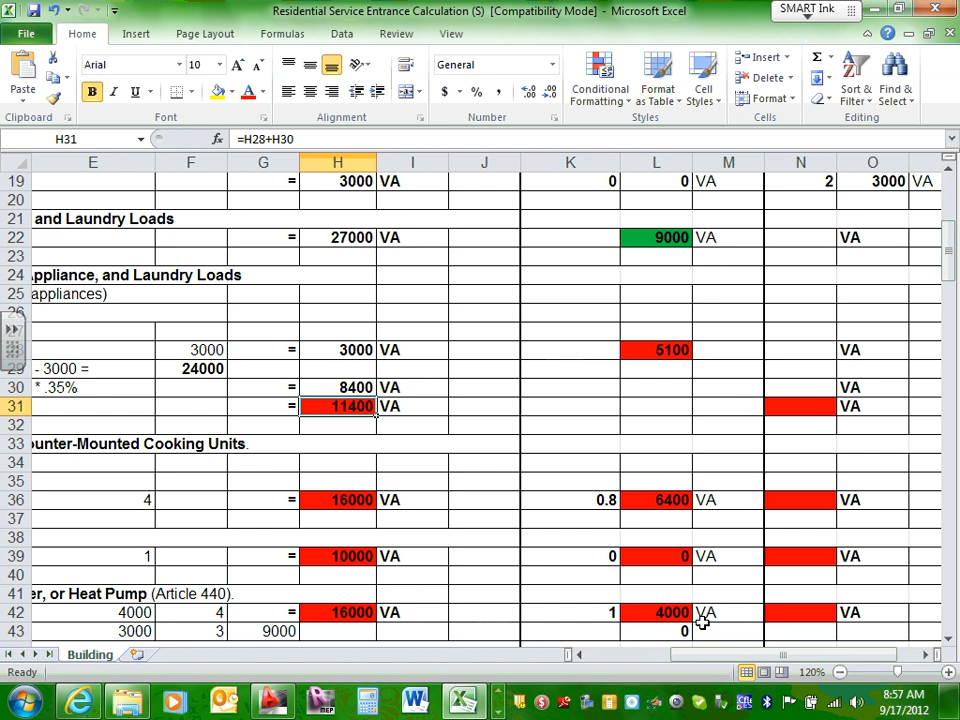 Residential Service Entrance Calculation (S) [Compatibility Mode] - Microsoft Excel
SMART Ink
File Home Insert Page Layout Formulas Data Review View
Paste
Arial 10
B I U
General
$ % ,
Conditional Formatting
Format as Table
Cell Styles
Insert
Delete
Format
Sort & Filter
Find & Select
Clipboard Font Alignment Number Styles Cells Editing
H31 fx =H28+H30
E F G H I J K L M N O
19 = 3000 VA 0 0 VA 2 3000 VA
20
21 and Laundry Loads
22 = 27000 VA 9000 VA VA
23
24 Appliance, and Laundry Loads
25 appliances)
26
3000 = 3000 VA 5100 VA
29 - 3000 = 24000
30 * .35% = 8400 VA VA
31 = 11400 VA VA
32
33 ounter-Mounted Cooking Units.
34
35
36 4 = 16000 VA 0.8 6400 VA VA
37
38
39 1 = 10000 VA 0 0 VA VA
40
41 er, or Heat Pump (Article 440).
42 4000 4 = 16000 VA 1 4000 VA VA
43 3000 3 9000 0
Building
Ready 120%
8:57 AM
9/17/2012